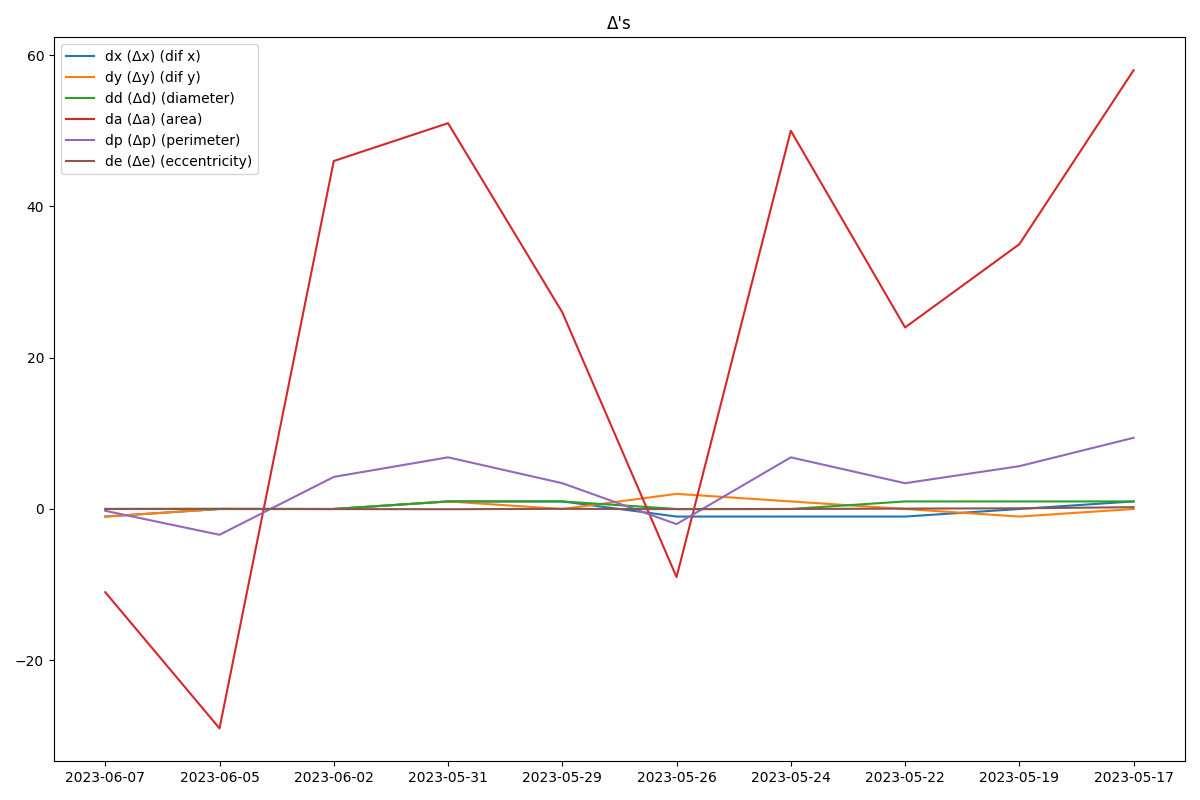 Δ's
dx (Δx) (dif x)
dy (Δy) (dif y)
dd (Δd) (diameter)
da (Δa) (area)
dp (Δp) (perimeter)
de (Δe) (eccentricity)
60
40
20
0
−20
2023-06-07 2023-06-05 2023-06-02 2023-05-31 2023-05-29 2023-05-26 2023-05-24 2023-05-22 2023-05-19 2023-05-17